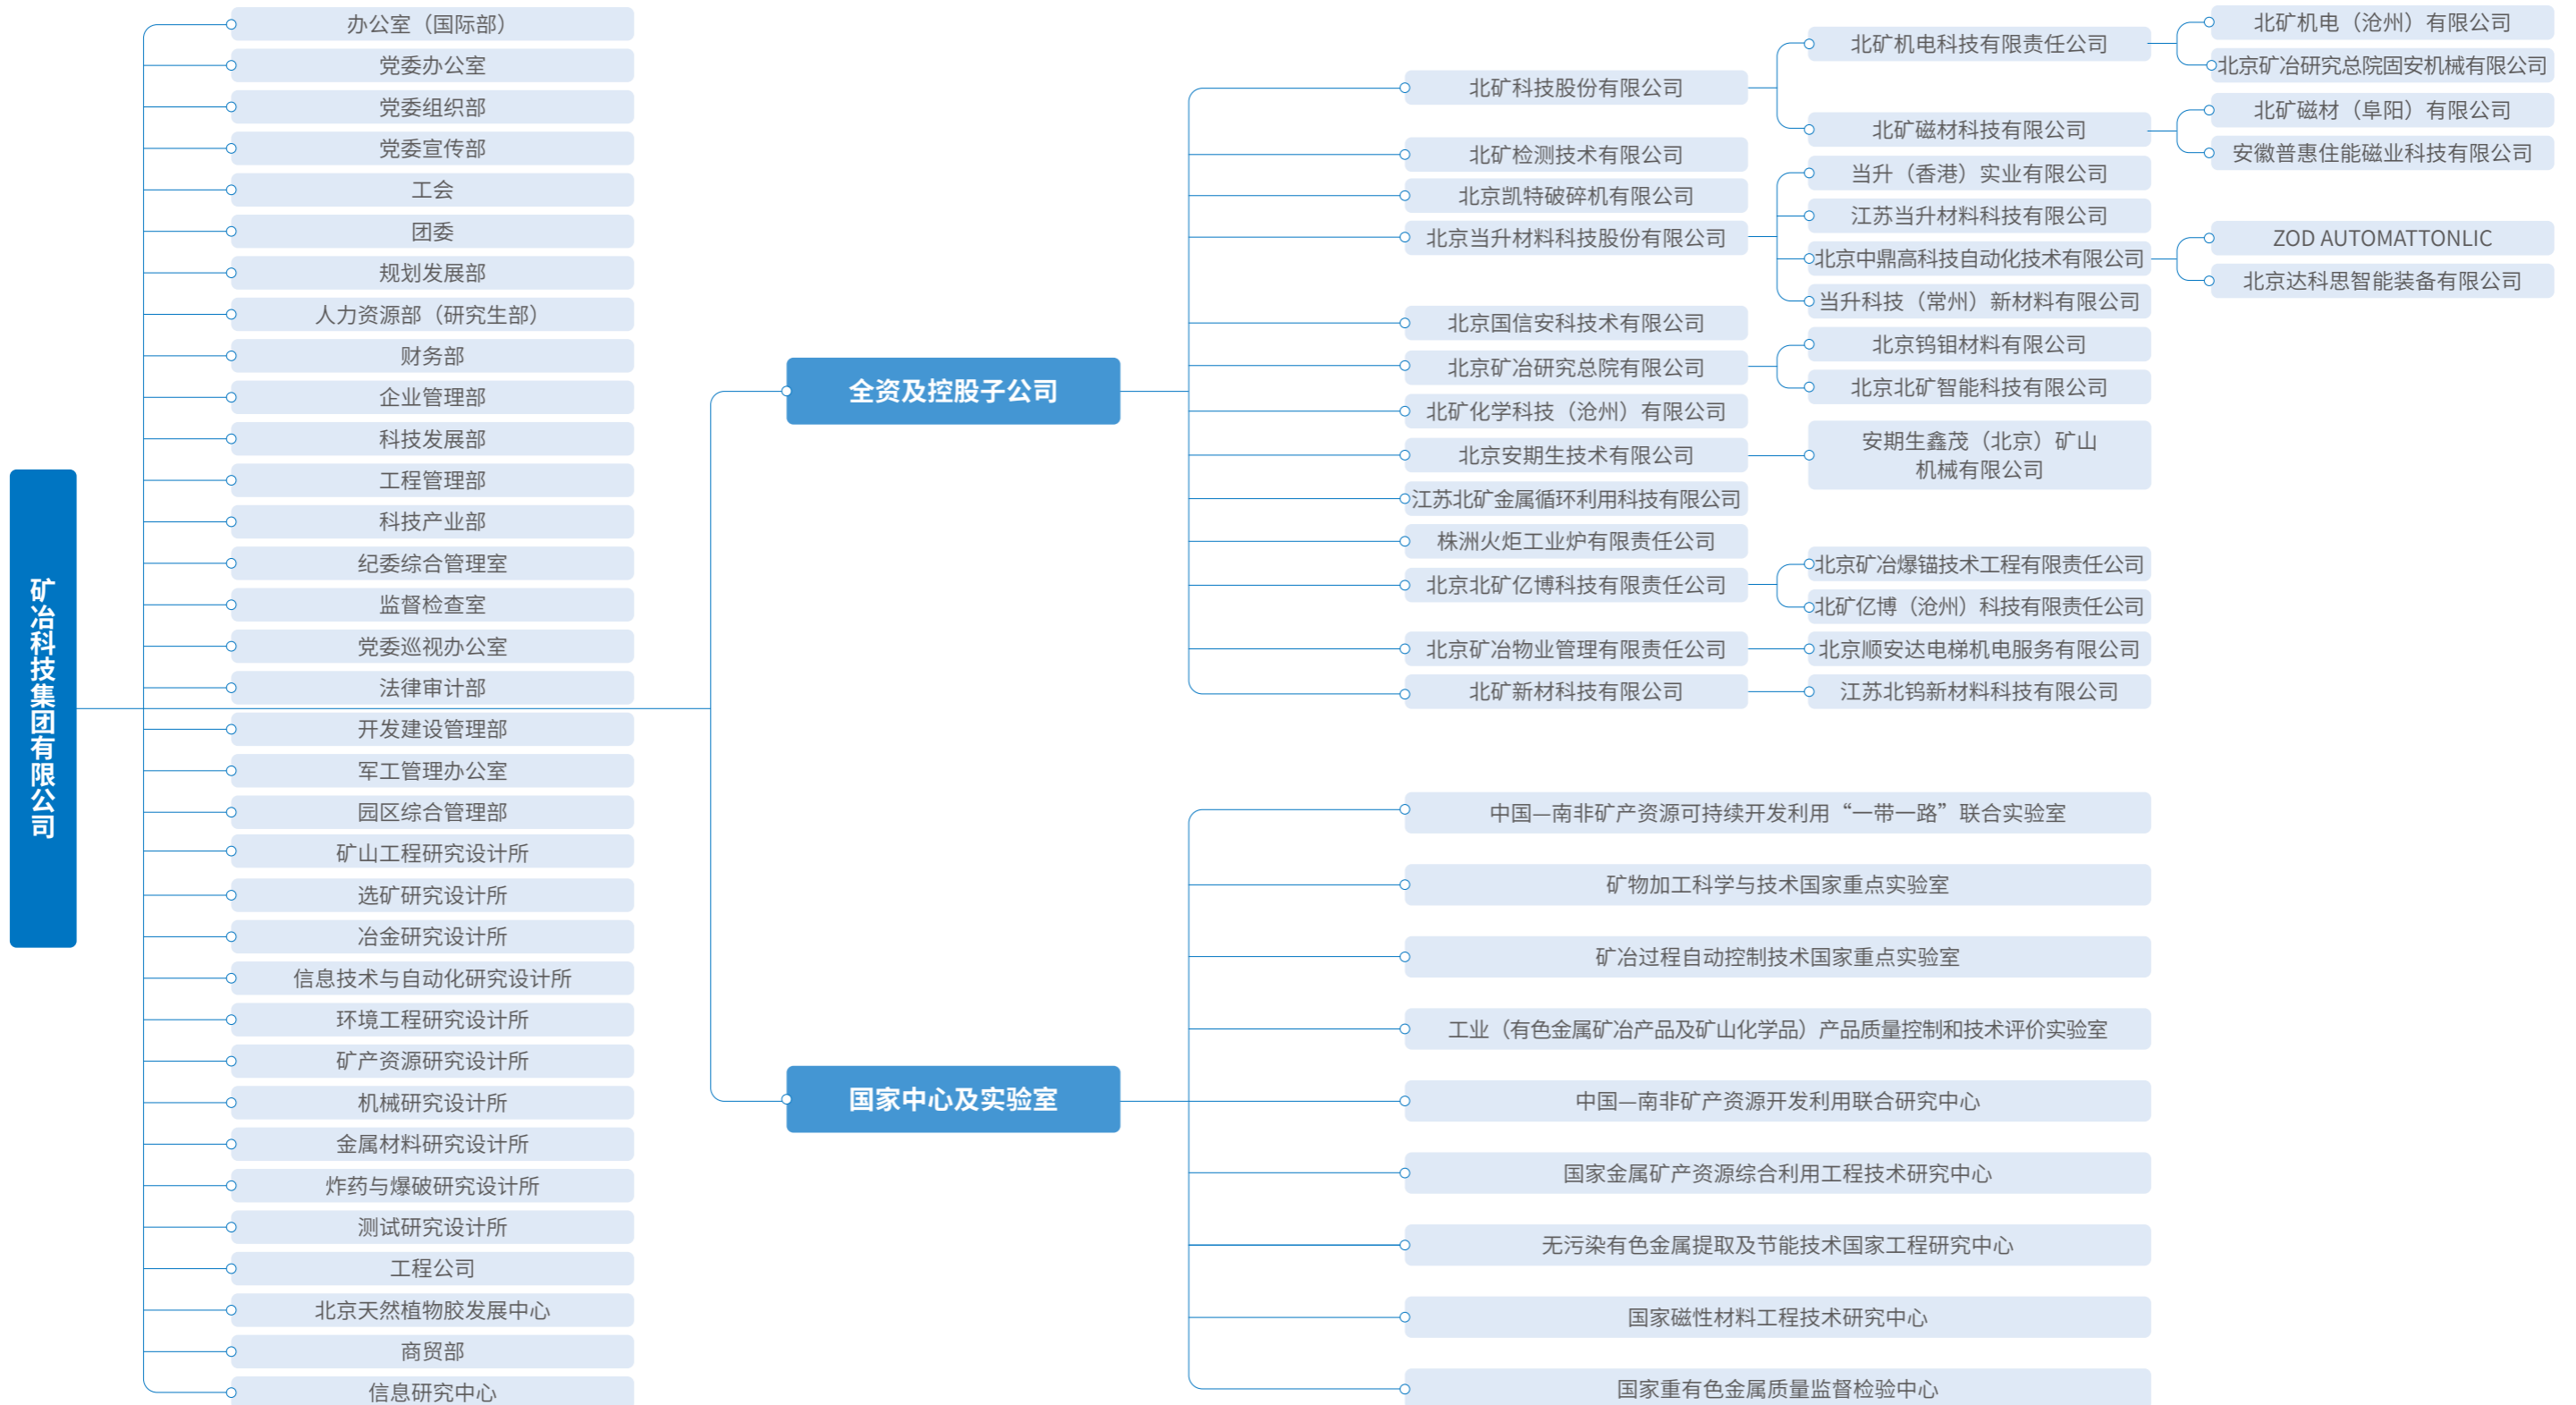 矿冶科技集团有限公司
办公室（国际部）
党委办公室
党委组织部
党委宣传部
工会
团委
规划发展部
人力资源部（研究生部）
财务部
企业管理部
科技发展部
工程管理部
科技产业部
纪委综合管理室
监督检查室
党委巡视办公室
法律审计部
开发建设管理部
军工管理办公室
园区综合管理部
矿山工程研究设计所
选矿研究设计所
冶金研究设计所
信息技术与自动化研究设计所
环境工程研究设计所
矿产资源研究设计所
机械研究设计所
金属材料研究设计所
炸药与爆破研究设计所
测试研究设计所
工程公司
北京天然植物胶发展中心
商贸部
信息研究中心
全资及控股子公司
北矿科技股份有限公司
北矿机电科技有限责任公司
北矿机电（沧州）有限公司
北京矿冶研究总院固安机械有限公司
北矿磁材科技有限公司
北矿磁材（阜阳）有限公司
安徽普惠住能磁业科技有限公司
北矿检测技术有限公司
北京凯特破碎机有限公司
北京当升材料科技股份有限公司
当升（香港）实业有限公司
江苏当升材料科技有限公司
北京中鼎高科技自动化技术有限公司
ZOD AUTOMATTONLIC
北京达科思智能装备有限公司
当升科技（常州）新材料有限公司
北京国信安科技术有限公司
北京矿冶研究总院有限公司
北京钨钼材料有限公司
北京北矿智能科技有限公司
北矿化学科技（沧州）有限公司
北京安期生技术有限公司
安期生鑫茂（北京）矿山
机械有限公司
江苏北矿金属循环利用科技有限公司
株洲火炬工业炉有限责任公司
北京北矿亿博科技有限责任公司
北京矿冶爆锚技术工程有限责任公司
北矿亿博（沧州）科技有限责任公司
北京矿冶物业管理有限责任公司
北京顺安达电梯机电服务有限公司
北矿新材科技有限公司
江苏北钨新材料科技有限公司
国家中心及实验室
中国—南非矿产资源可持续开发利用“一带一路”联合实验室
矿物加工科学与技术国家重点实验室
矿冶过程自动控制技术国家重点实验室
工业（有色金属矿冶产品及矿山化学品）产品质量控制和技术评价实验室
中国—南非矿产资源开发利用联合研究中心
国家金属矿产资源综合利用工程技术研究中心
无污染有色金属提取及节能技术国家工程研究中心
国家磁性材料工程技术研究中心
国家重有色金属质量监督检验中心